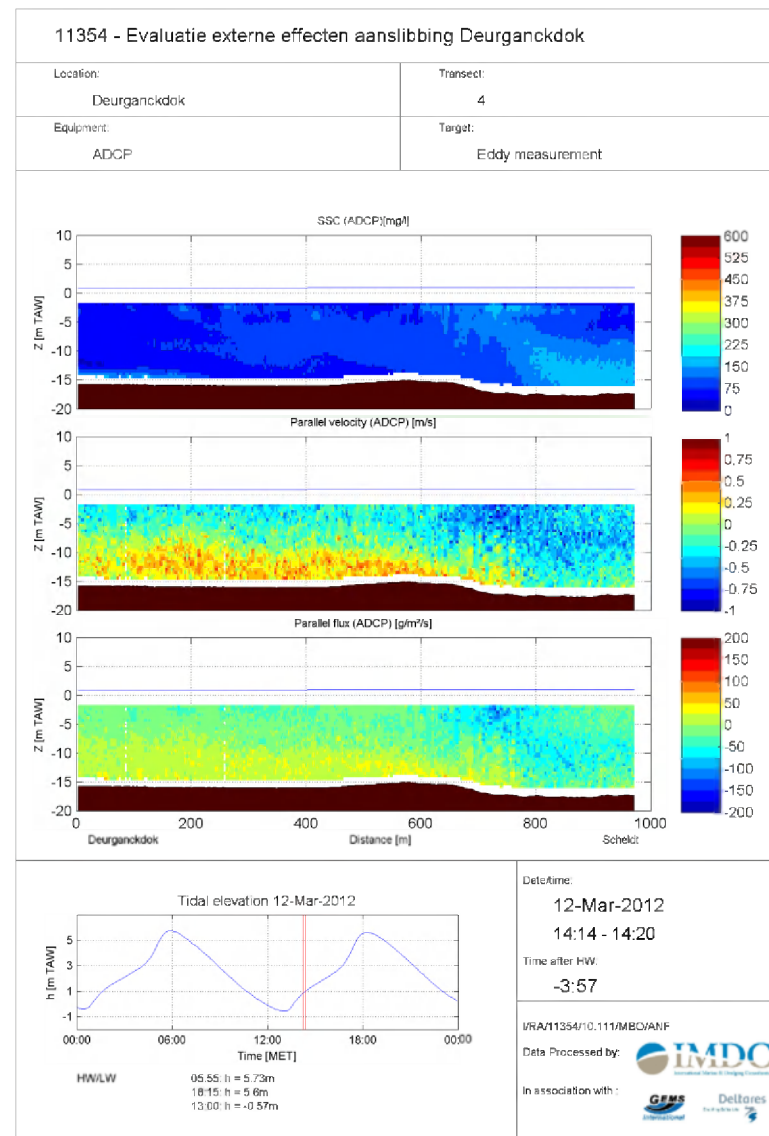 11354 - Evaluatie externe effecten aanslibbing Deurganckdok
Location:
Deurganckdok
Transect:
4
Equipment:
ADCP
Target:
Eddy measurement
SSC (ADCP)[mg/l]
10
5
0
-5
-10
-15
-20
Z [m TAW]
600
525
450
375
300
225
150
75
0
Parallel velocity (ADCP) [m/s]
10
5
0
-5
-10
-15
-20
Z [m TAW]
1
0.75
0.5
0.25
0
-0.25
-0.5
-0.75
-1
Parallel flux (ADCP) [g/m²/s]
10
5
0
-5
-10
-15
-20
Z [m TAW]
200
150
100
50
0
-50
-100
-150
-200
0 200 400 600 800 1000
Deurganckdok Distance [m] Scheldt
Tidal elevation 12-Mar-2012
h [m TAW]
5
3
1
-1
00:00 06:00 12:00 18:00 00:00
Time [MET]
HW/LW
05:55: h = 5.73m
18:15: h = 5.6m
13:00: h = -0.57m
Date/time:
12-Mar-2012
14:14 - 14:20
Time after HW:
-3:57
I/RA/11354/10.111/MBO/ANF
Data Processed by:
IMDC
International Marine & Dredging Consultants
In association with :
GEMS
International
Deltares